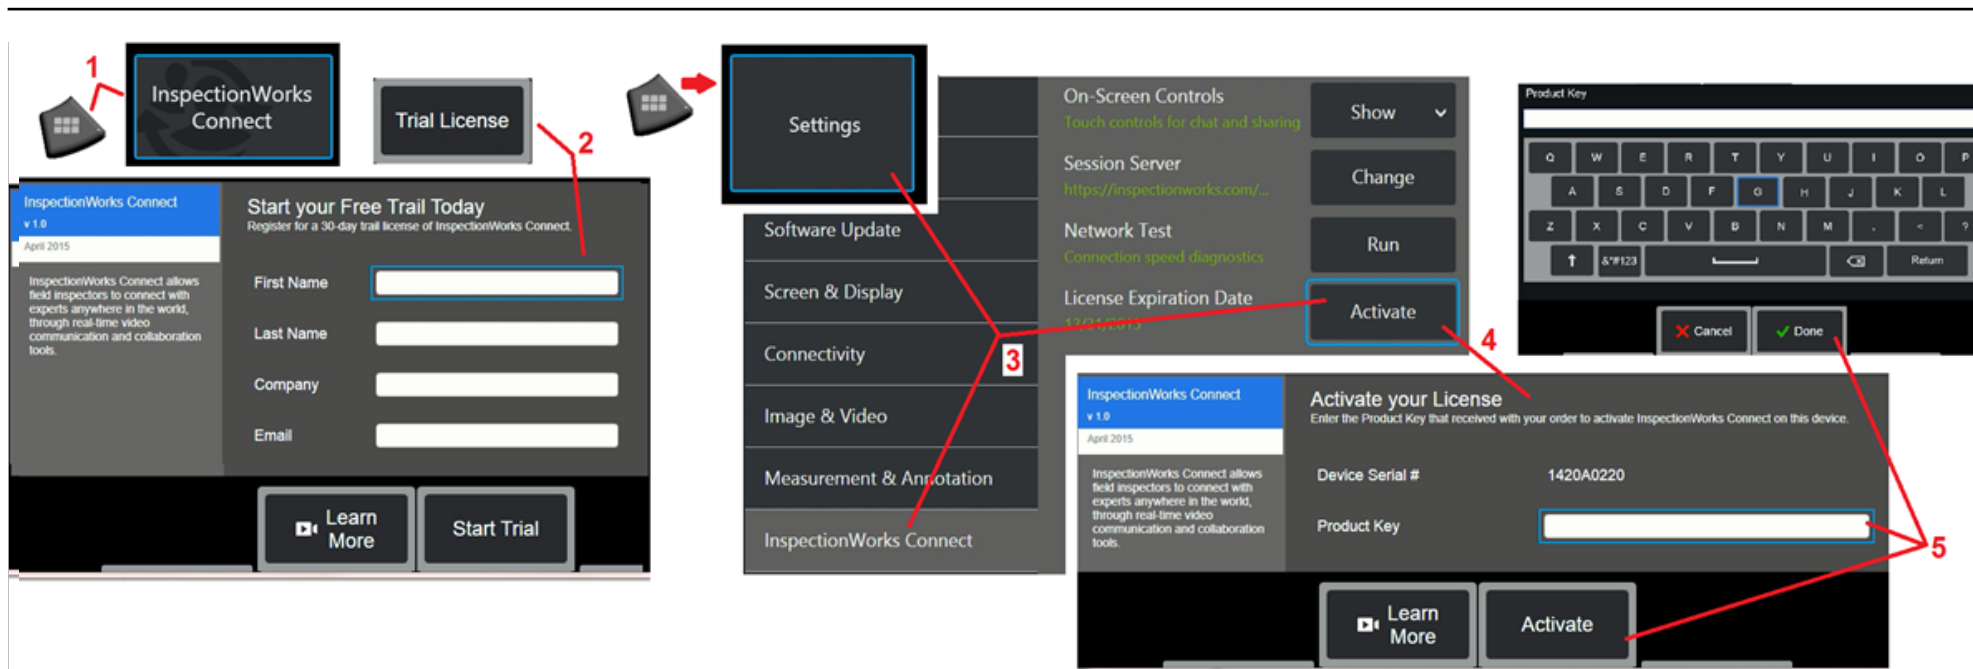 1
InspectionWorks
Connect
Trial License
2
InspectionWorks Connect
v 1.0
April 2015
InspectionWorks Connect allows
field inspectors to connect with
experts anywhere in the world,
through real-time video
communication and collaboration
tools.
Start your Free Trail Today
Register for a 30-day trail license of InspectionWorks Connect.
First Name
Last Name
Company
Email
Learn
More
Start Trial
Settings
Software Update
Screen & Display
Connectivity
Image & Video
Measurement & Annotation
InspectionWorks Connect
On-Screen Controls
Touch controls for chat and sharing
Show
Session Server
https://inspectionworks.com/...
Change
Network Test
Connection speed diagnostics
Run
License Expiration Date
12/31/2015
Activate
3
4
Product Key
Q W E R T Y U I O P
A S D F G H J K L
Z X C V B N M . < ?
&*#123 Return
Cancel
Done
InspectionWorks Connect
v 1.0
April 2015
InspectionWorks Connect allows
field inspectors to connect with
experts anywhere in the world,
through real-time video
communication and collaboration
tools.
Activate your License
Enter the Product Key that received with your order to activate InspectionWorks Connect on this device.
Device Serial # 1420A0220
Product Key
5
Learn
More
Activate